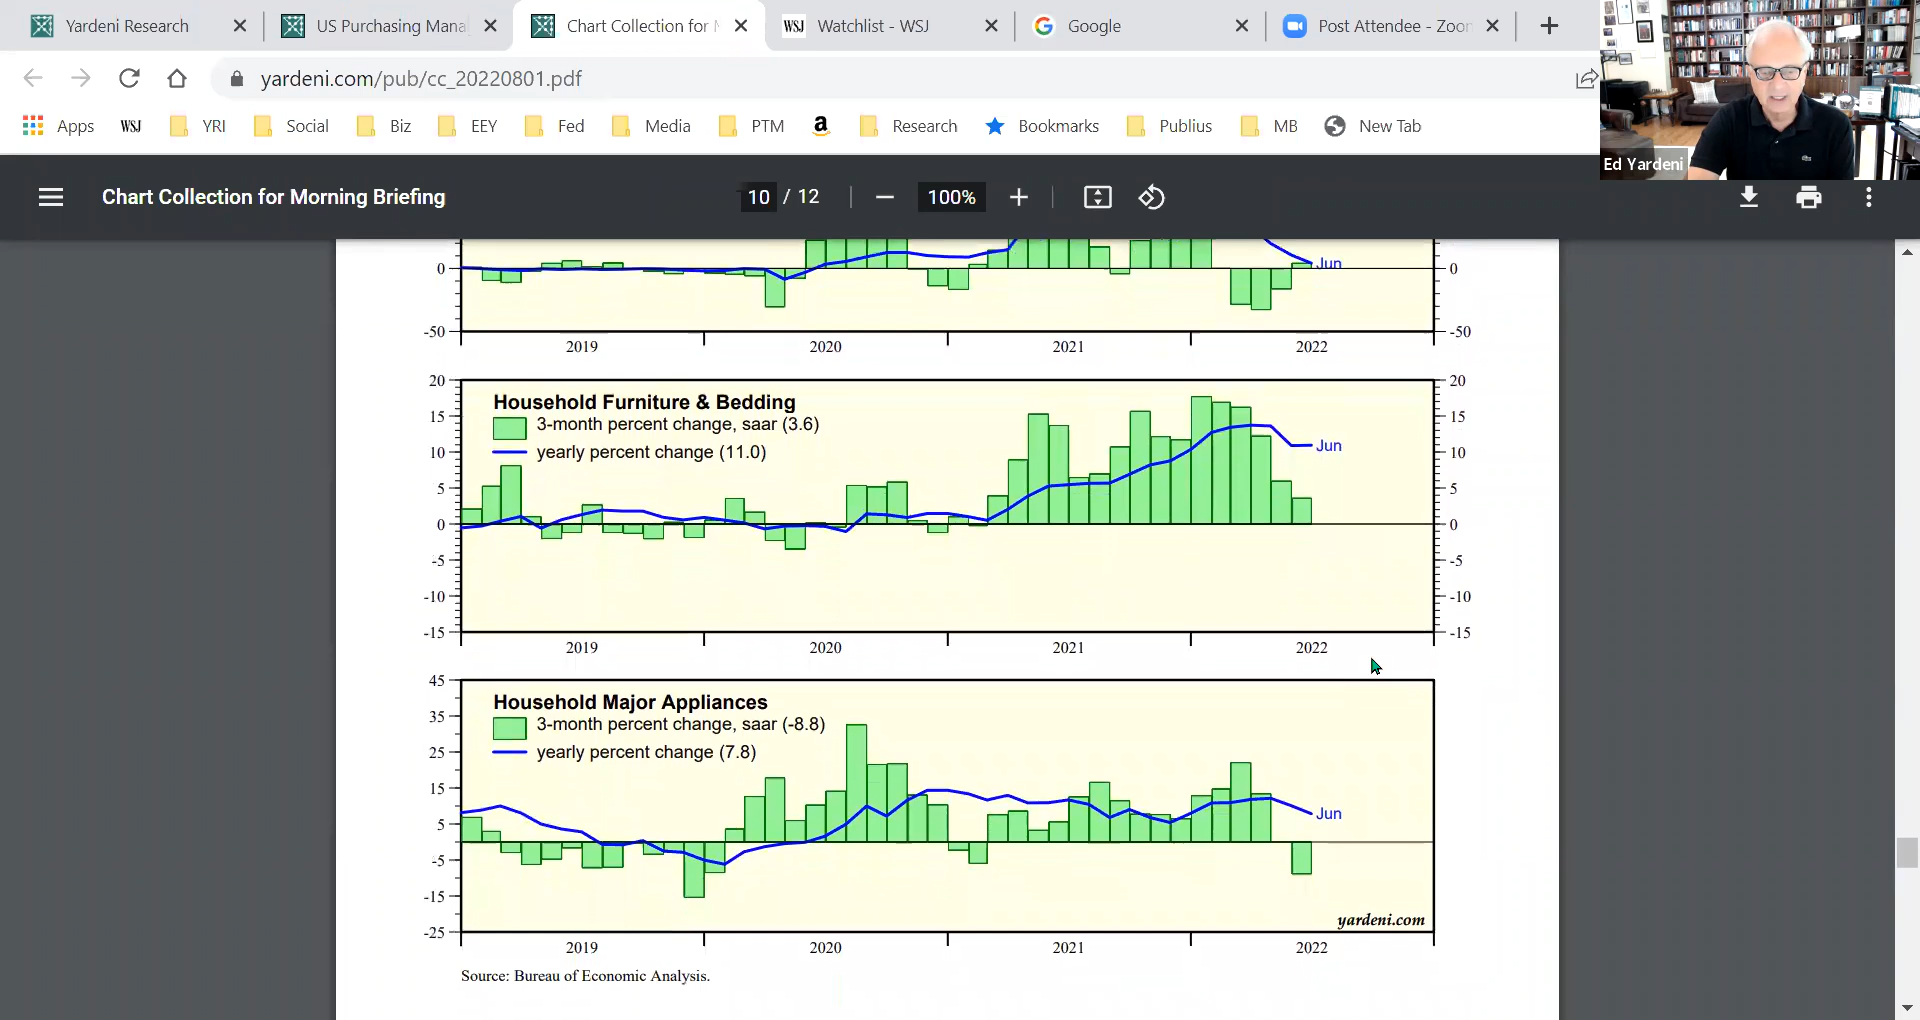 Yardeni Research
US Purchasing Mana
Chart Collection for M
WSJ Watchlist - WSJ
Google
Post Attendee - Zoor
yardeni.com/pub/cc_20220801.pdf
Apps WSJ YRI Social Biz EEY Fed Media PTM a Research Bookmarks Publius MB New Tab
Ed Yardeni
Chart Collection for Morning Briefing
10 / 12
100%
0 Jun 0
-50 -50
2019 2020 2021 2022
20 20
Household Furniture & Bedding
15 15
3-month percent change, saar (3.6)
yearly percent change (11.0)
Jun
10 10
5 5
0 0
-5 -5
-10 -10
-15 -15
2019 2020 2021 2022
45
Household Major Appliances
35
3-month percent change, saar (-8.8)
25
yearly percent change (7.8)
15
Jun
5
-5
-15
yardeni.com
-25
2019 2020 2021 2022
Source: Bureau of Economic Analysis.